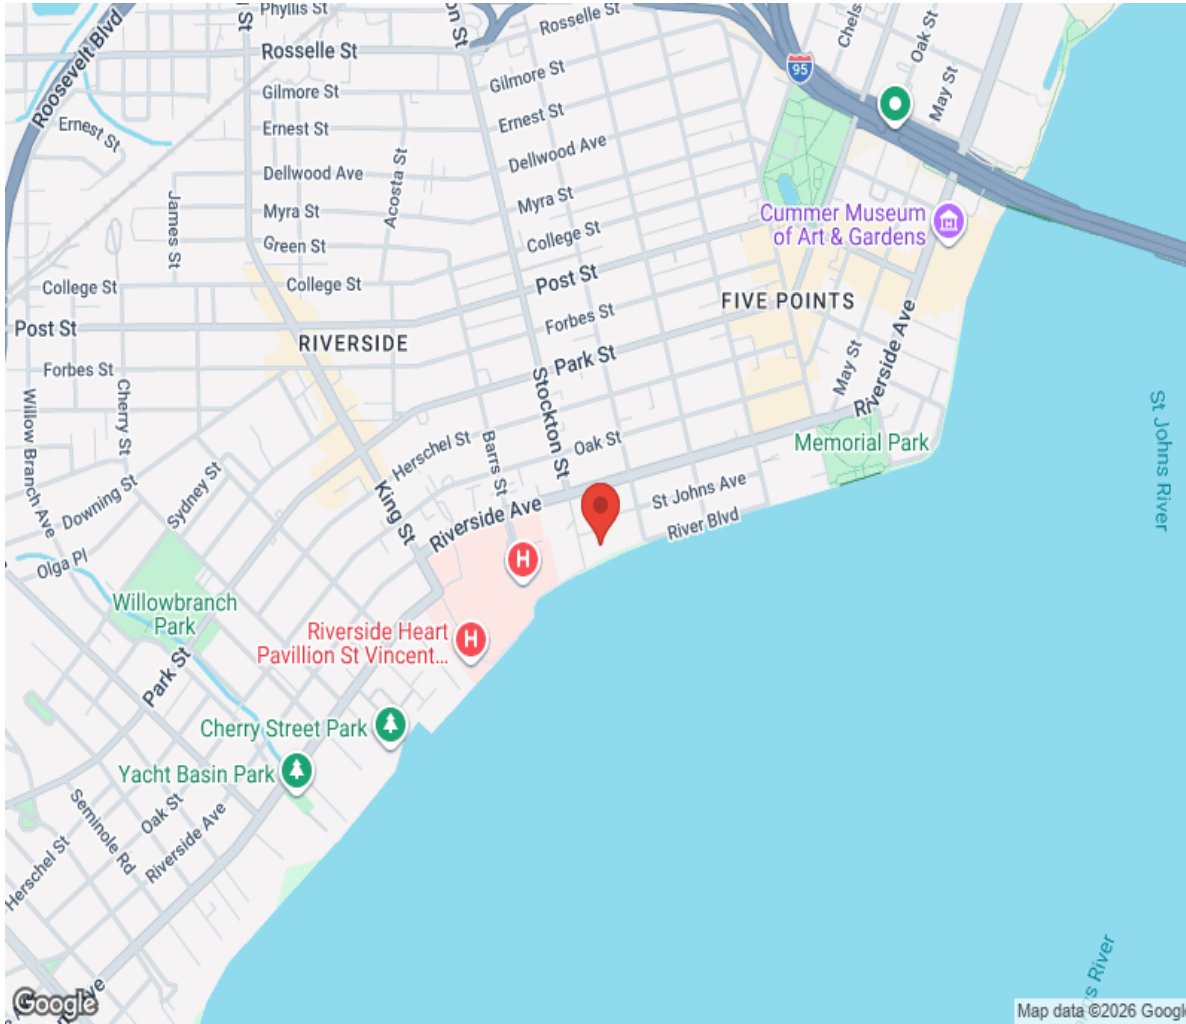 Phyllis St
Rosselle St
Roosevelt Blvd
Rosselle St
Chels
Oak St
May St
95
Gilmore St
Gilmore St
Ernest St
Ernest St
Ernest St
Dellwood Ave
Dellwood Ave
Acosta St
James St
Myra St
Myra St
Cummer Museum
of Art & Gardens
Green St
College St
College St
College St
Post St
Post St
FIVE POINTS
Forbes St
RIVERSIDE
Park St
Forbes St
Riverside Ave
May St
Willow Branch Ave
Cherry St
Stockton St
St Johns River
Herschel St
Barrs St
Oak St
Memorial Park
Sydney St
Downing St
King St
Riverside Ave
St Johns Ave
River Blvd
Olga Pl
H
Willowbranch
Park
Riverside Heart
Pavillion St Vincent...
H
Park St
Cherry Street Park
Yacht Basin Park
Seminole Rd
Oak St
Riverside Ave
Herschel St
s River
Ave
Google
Map data ©2026 Google